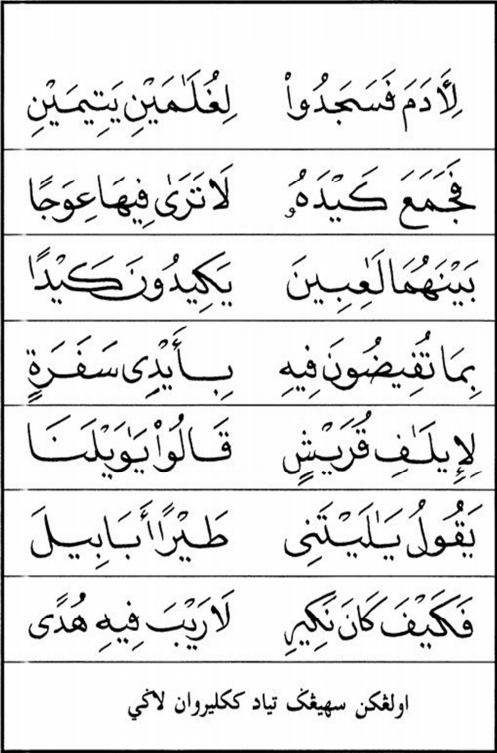 لِأَدَمَ فَسَجَدُواْ لِغُلَٰمَيْنِ يَتِيمَيْنِ
فَجَمَعَ كَيْدَهُۥ لَا تَرَىٰ فِيهَا عِوَجًا
بَيْنَهُمَا لَٰعِبِينَ يَكِيدُونَ كَيْدًا
بِمَا تُفِيضُونَ فِيهِ بِأَيْدِى سَفَرَةٍ
لِإِيلَٰفِ قُرَيْشٍ قَالُواْ يَٰوَيْلَنَا
يَقُولُ يَٰلَيْتَنِى طَيْرًا أَبَابِيلَ
فَكَيْفَ كَانَ نَكِيرِ لَا رَيْبَ فِيهِ هُدًى
اولڠكن سهيڠݢ تياد ككليروان لاݢي